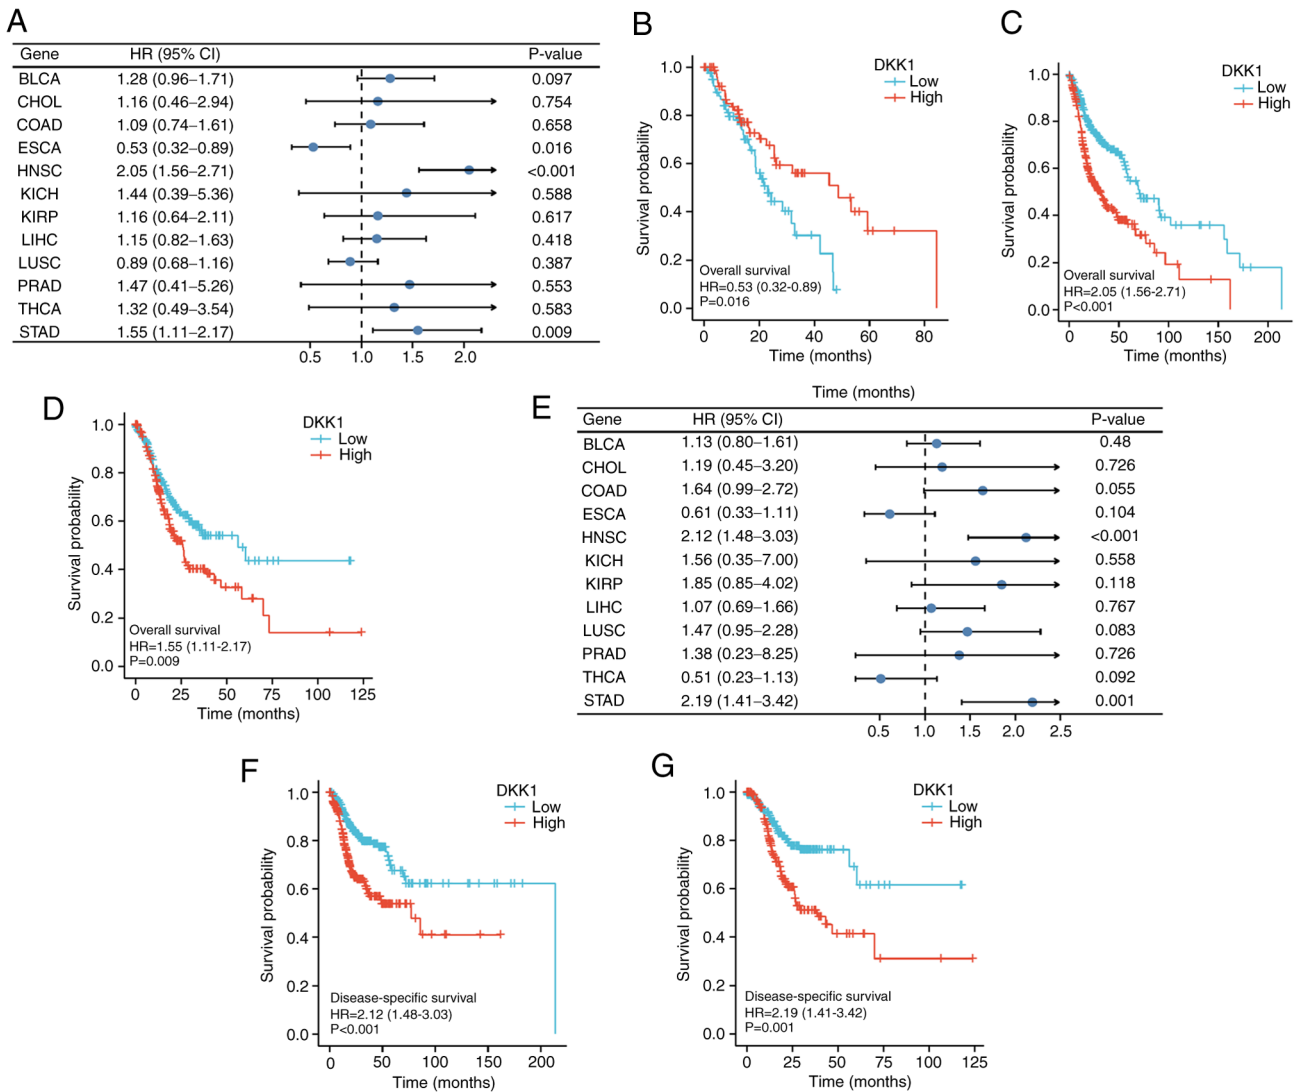 A
Gene HR (95% CI) P-value
BLCA 1.28 (0.96–1.71) 0.097
CHOL 1.16 (0.46–2.94) 0.754
COAD 1.09 (0.74–1.61) 0.658
ESCA 0.53 (0.32–0.89) 0.016
HNSC 2.05 (1.56–2.71) <0.001
KICH 1.44 (0.39–5.36) 0.588
KIRP 1.16 (0.64–2.11) 0.617
LIHC 1.15 (0.82–1.63) 0.418
LUSC 0.89 (0.68–1.16) 0.387
PRAD 1.47 (0.41–5.26) 0.553
THCA 1.32 (0.49–3.54) 0.583
STAD 1.55 (1.11–2.17) 0.009
0.5 1.0 1.5 2.0
B
DKK1
Low
High
Survival probability
1.0
0.8
0.6
0.4
0.2
0.0
Overall survival
HR=0.53 (0.32-0.89)
P=0.016
0 20 40 60 80
Time (months)
C
DKK1
Low
High
Survival probability
1.0
0.8
0.6
0.4
0.2
0.0
Overall survival
HR=2.05 (1.56-2.71)
P<0.001
0 50 100 150 200
Time (months)
D
DKK1
Low
High
Survival probability
1.0
0.8
0.6
0.4
0.2
0.0
Overall survival
HR=1.55 (1.11-2.17)
P=0.009
0 25 50 75 100 125
Time (months)
Time (months)
E
Gene HR (95% CI) P-value
BLCA 1.13 (0.80–1.61) 0.48
CHOL 1.19 (0.45–3.20) 0.726
COAD 1.64 (0.99–2.72) 0.055
ESCA 0.61 (0.33–1.11) 0.104
HNSC 2.12 (1.48–3.03) <0.001
KICH 1.56 (0.35–7.00) 0.558
KIRP 1.85 (0.85–4.02) 0.118
LIHC 1.07 (0.69–1.66) 0.767
LUSC 1.47 (0.95–2.28) 0.083
PRAD 1.38 (0.23–8.25) 0.726
THCA 0.51 (0.23–1.13) 0.092
STAD 2.19 (1.41–3.42) 0.001
0.5 1.0 1.5 2.0 2.5
F
DKK1
Low
High
Survival probability
1.0
0.8
0.6
0.4
0.2
0.0
Disease-specific survival
HR=2.12 (1.48-3.03)
P<0.001
0 50 100 150 200
Time (months)
G
DKK1
Low
High
Survival probability
1.0
0.8
0.6
0.4
0.2
0.0
Disease-specific survival
HR=2.19 (1.41-3.42)
P=0.001
0 25 50 75 100 125
Time (months)